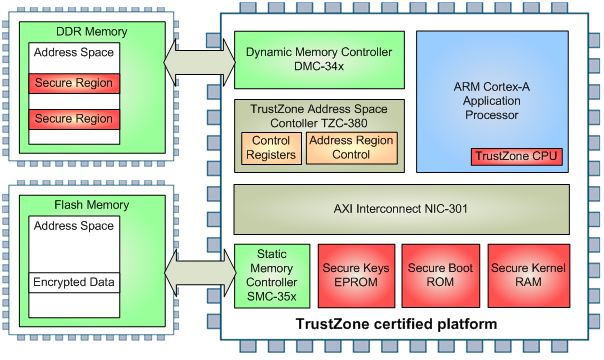 DDR Memory
Address Space
Secure Region
Secure Region
Flash Memory
Address Space
Encrypted Data
Dynamic Memory Controller
DMC-34x
TrustZone Address Space
Contoller TZC-380
Control
Registers
Address Region
Control
ARM Cortex-A
Application
Processor
TrustZone CPU
AXI Interconnect NIC-301
Static
Memory
Controller
SMC-35x
Secure Keys
EPROM
Secure Boot
ROM
Secure Kernel
RAM
TrustZone certified platform